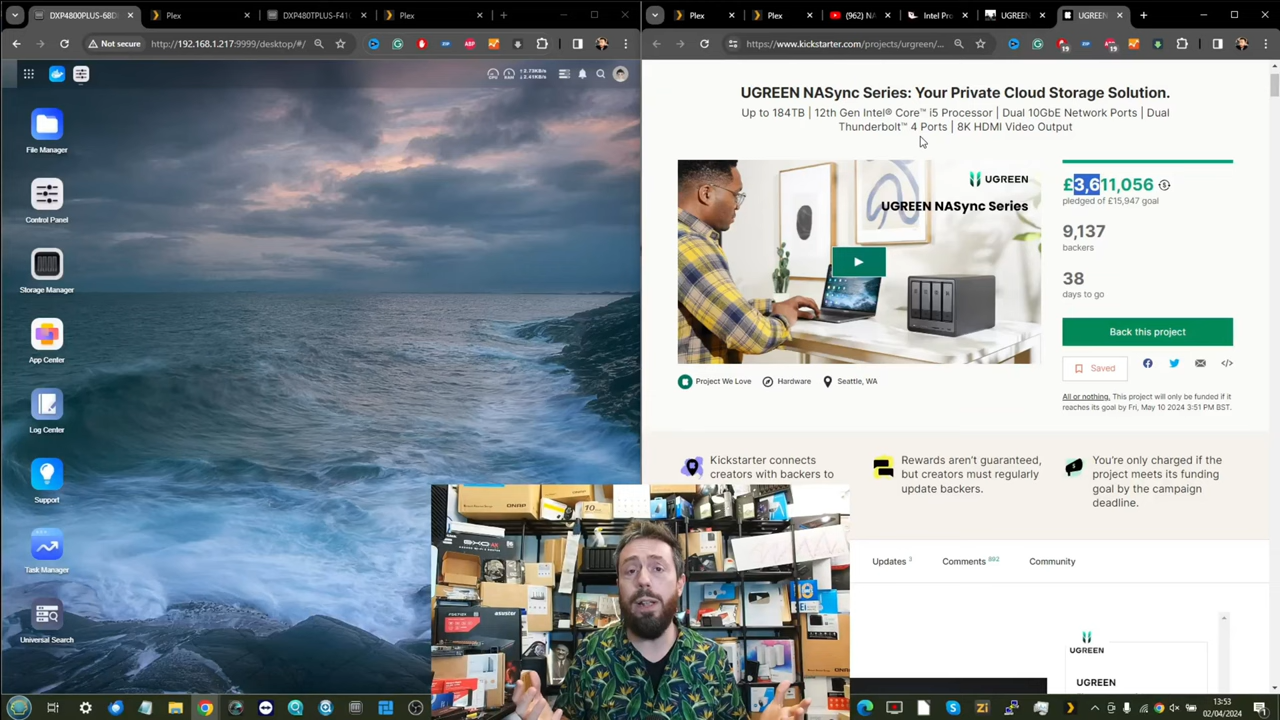 DXP4800PLUS-68D
Plex
DXP480TPLUS-F41C
Plex
Plex
Plex
(962) NA
Intel Pro
UGREEN
UGREEN
Not secure
http://192.168.1.217:9999/desktop/#/
https://www.kickstarter.com/projects/urgreen/...
File Manager
Control Panel
Storage Manager
App Center
Log Center
Support
Task Manager
Universal Search
UGREEN NASync Series: Your Private Cloud Storage Solution.
Up to 184TB | 12th Gen Intel® Core™ i5 Processor | Dual 10GbE Network Ports | Dual
Thunderbolt™ 4 Ports | 8K HDMI Video Output
UGREEN
UGREEN NASync Series
£3,611,056
pledged of £15,947 goal
9,137
backers
38
days to go
Back this project
Saved
Project We Love
Hardware
Seattle, WA
All or nothing. This project will only be funded if it
reaches its goal by Fri, May 10 2024 3:51 PM BST.
Kickstarter connects
creators with backers to
Rewards aren't guaranteed,
but creators must regularly
update backers.
You're only charged if the
project meets its funding
goal by the campaign
deadline.
Updates 3
Comments 892
Community
UGREEN
UGREEN
13:53
02/04/2024